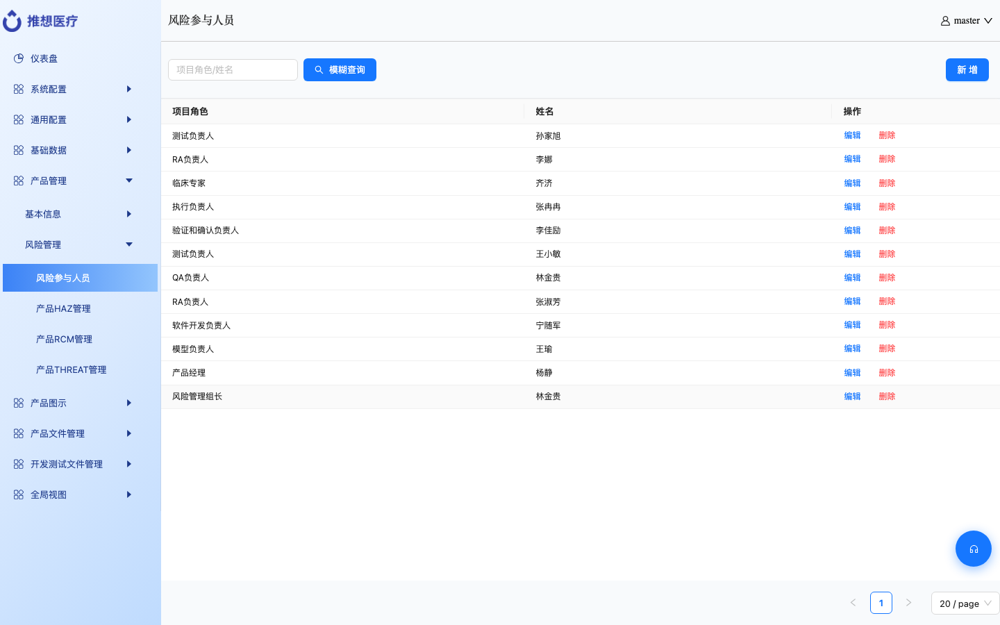 推想医疗
仪表盘
系统配置
通用配置
基础数据
产品管理
基本信息
风险管理
风险参与人员
产品HAZ管理
产品RCM管理
产品THREAT管理
产品图示
产品文件管理
开发测试文件管理
全局视图
风险参与人员
master
项目角色/姓名
模糊查询
新 增
项目角色 姓名 操作
测试负责人 孙家旭 编辑 删除
RA负责人 李娜 编辑 删除
临床专家 齐济 编辑 删除
执行负责人 张冉冉 编辑 删除
验证和确认负责人 李佳励 编辑 删除
测试负责人 王小敏 编辑 删除
QA负责人 林金贵 编辑 删除
RA负责人 张淑芳 编辑 删除
软件开发负责人 宁随军 编辑 删除
模型负责人 王瑜 编辑 删除
产品经理 杨静 编辑 删除
风险管理组长 林金贵 编辑 删除
1
20 / page